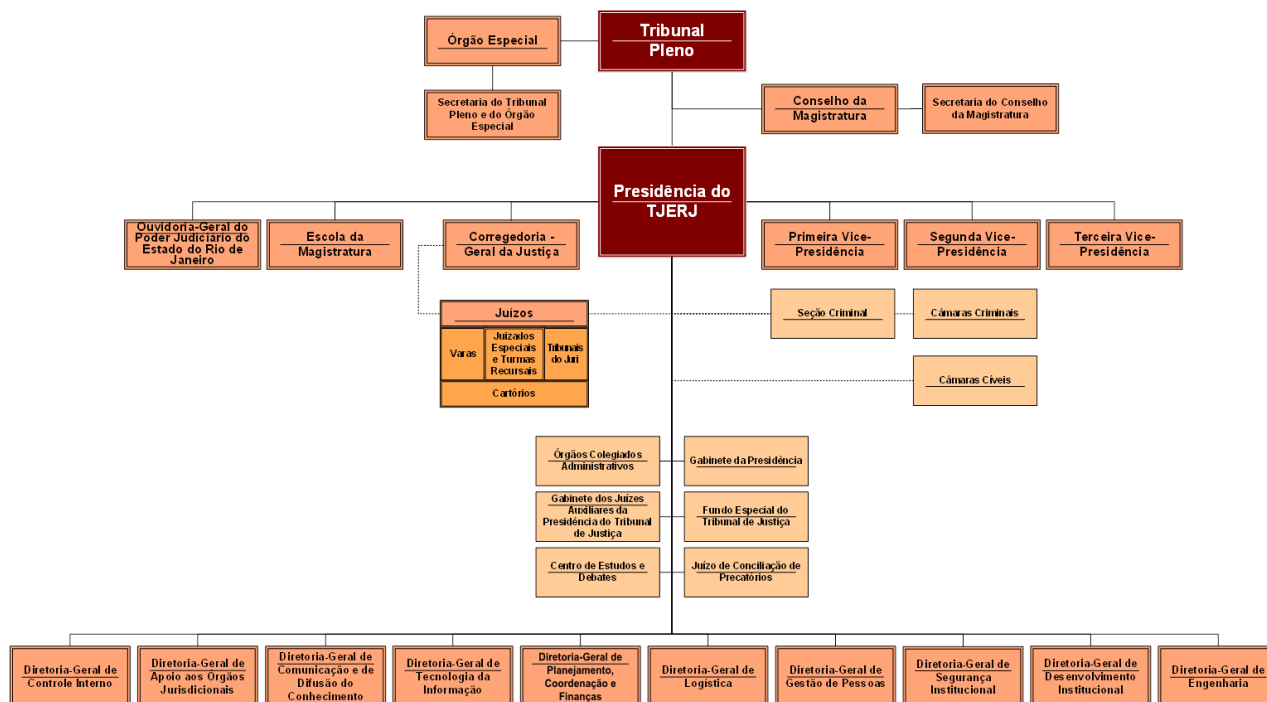 Tribunal
Pleno
Órgão Especial
Secretaria do Tribunal
Pleno e do Órgão
Especial
Conselho da
Magistratura
Secretaria do Conselho
da Magistratura
Presidência do
TJERJ
Ouvidoria-Geral do
Poder Judiciário do
Estado do Rio de
Janeiro
Escola da
Magistratura
Corregedoria -
Geral da Justiça
Primeira Vice-
Presidência
Segunda Vice-
Presidência
Terceira Vice-
Presidência
Juízos
Varas
Juizados
Especiais
e Turmas
Recursais
Tribunais
do Juri
Cartórios
Seção Criminal
Câmaras Criminais
Câmaras Cíveis
Órgãos Colegiados
Administrativos
Gabinete da Presidência
Gabinete dos Juízes
Auxiliares da
Presidência do Tribunal
de Justiça
Fundo Especial do
Tribunal de Justiça
Centro de Estudos e
Debates
Juízo de Conciliação de
Precatórios
Diretoria-Geral de
Controle Interno
Diretoria-Geral de
Apoio aos Órgãos
Jurisdicionais
Diretoria-Geral de
Comunicação e de
Difusão do
Conhecimento
Diretoria-Geral de
Tecnologia da
Informação
Diretoria-Geral de
Planejamento,
Coordenação e
Finanças
Diretoria-Geral de
Logística
Diretoria-Geral de
Gestão de Pessoas
Diretoria-Geral de
Segurança
Institucional
Diretoria-Geral de
Desenvolvimento
Institucional
Diretoria-Geral de
Engenharia